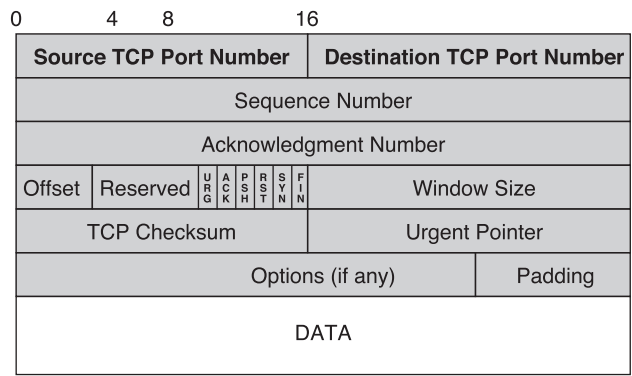 0 4 8 16
Source TCP Port Number Destination TCP Port Number
Sequence Number
Acknowledgment Number
Offset Reserved URG ACK PSH RST SYN FIN Window Size
TCP Checksum Urgent Pointer
Options (if any) Padding
DATA